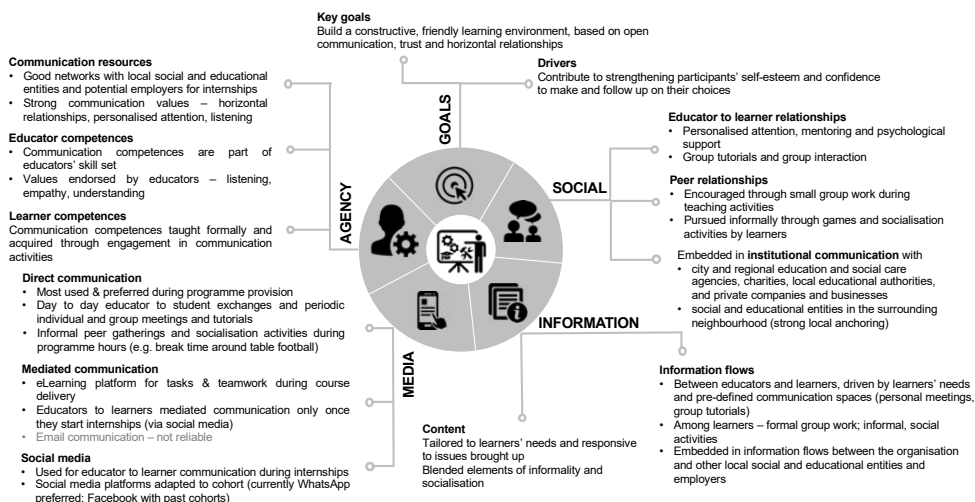 Key goals
Build a constructive, friendly learning environment, based on open
communication, trust and horizontal relationships
Drivers
Contribute to strengthening participants' self-esteem and confidence
to make and follow up on their choices
Communication resources
• Good networks with local social and educational
entities and potential employers for internships
• Strong communication values – horizontal
relationships, personalised attention, listening
Educator competences
• Communication competences are part of
educators' skill set
• Values endorsed by educators – listening,
empathy, understanding
Learner competences
Communication competences taught formally and
acquired through engagement in communication
activities
GOALS
AGENCY
SOCIAL
INFORMATION
MEDIA
Educator to learner relationships
• Personalised attention, mentoring and psychological
support
• Group tutorials and group interaction
Peer relationships
• Encouraged through small group work during
teaching activities
• Pursued informally through games and socialisation
activities by learners
Embedded in institutional communication with
• city and regional education and social care
agencies, charities, local educational authorities,
and private companies and businesses
• social and educational entities in the surrounding
neighbourhood (strong local anchoring)
Direct communication
• Most used & preferred during programme provision
• Day to day educator to student exchanges and periodic
individual and group meetings and tutorials
• Informal peer gatherings and socialisation activities during
programme hours (e.g. break time around table football)
Mediated communication
• eLearning platform for tasks & teamwork during course
delivery
• Educators to learners mediated communication only once
they start internships (via social media)
• Email communication – not reliable
Social media
• Used for educator to learner communication during internships
• Social media platforms adapted to cohort (currently WhatsApp
preferred; Facebook with past cohorts)
Content
Tailored to learners' needs and responsive
to issues brought up
Blended elements of informality and
socialisation
Information flows
• Between educators and learners, driven by learners' needs
and pre-defined communication spaces (personal meetings,
group tutorials)
• Among learners – formal group work; informal, social
activities
• Embedded in information flows between the organisation
and other local social and educational entities and
employers